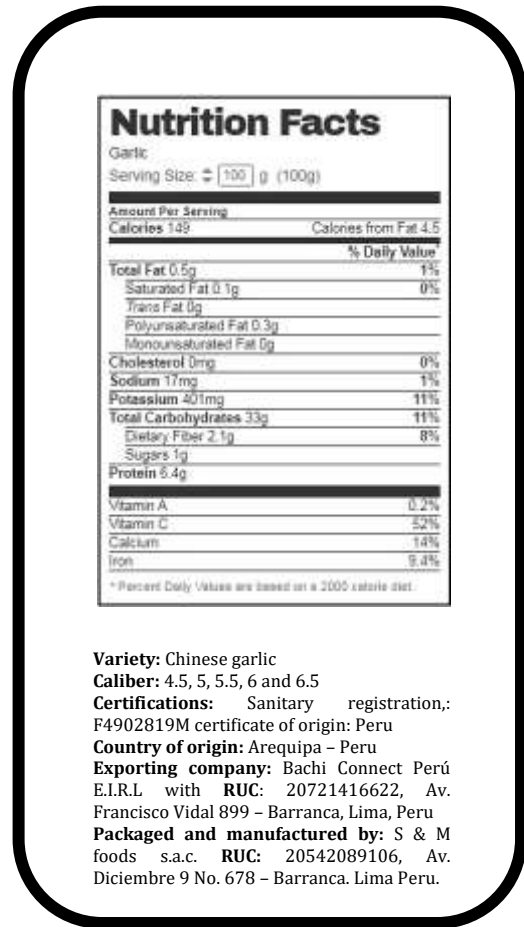 Nutrition Facts
Garlic
Serving Size: 100 g (100g)
Amount Per Serving
Calories 149 Calories from Fat 4.5
% Daily Value*
Total Fat 0.5g 1%
Saturated Fat 0.1g 0%
Trans Fat 0g
Polyunsaturated Fat 0.3g
Monounsaturated Fat 0g
Cholesterol 0mg 0%
Sodium 17mg 1%
Potassium 401mg 11%
Total Carbohydrates 33g 11%
Dietary Fiber 2.1g 8%
Sugars 1g
Protein 6.4g
Vitamin A 0.2%
Vitamin C 52%
Calcium 14%
Iron 9.4%
* Percent Daily Values are based on a 2000 calorie diet.
Variety: Chinese garlic
Caliber: 4.5, 5, 5.5, 6 and 6.5
Certifications: Sanitary registration,:
F4902819M certificate of origin: Peru
Country of origin: Arequipa – Peru
Exporting company: Bachi Connect Perú
E.I.R.L with RUC: 20721416622, Av.
Francisco Vidal 899 – Barranca, Lima, Peru
Packaged and manufactured by: S & M
foods s.a.c. RUC: 20542089106, Av.
Diciembre 9 No. 678 – Barranca. Lima Peru.